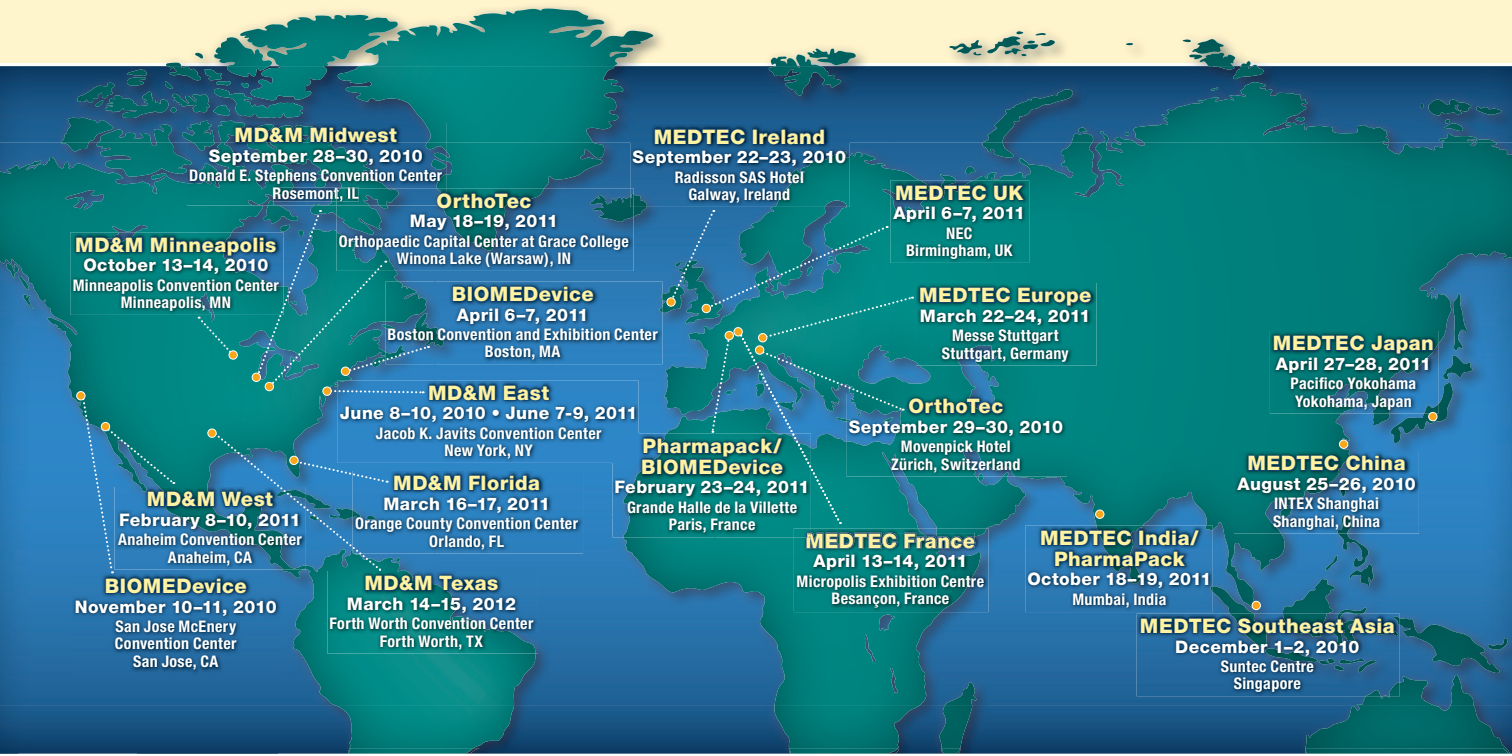 MD&M Midwest
September 28–30, 2010
Donald E. Stephens Convention Center
Rosemont, IL
OrthoTec
May 18–19, 2011
Orthopaedic Capital Center at Grace College
Winona Lake (Warsaw), IN
MD&M Minneapolis
October 13–14, 2010
Minneapolis Convention Center
Minneapolis, MN
BIOMEDevice
April 6–7, 2011
Boston Convention and Exhibition Center
Boston, MA
MD&M East
June 8–10, 2010 • June 7-9, 2011
Jacob K. Javits Convention Center
New York, NY
MD&M Florida
March 16–17, 2011
Orange County Convention Center
Orlando, FL
MD&M West
February 8–10, 2011
Anaheim Convention Center
Anaheim, CA
BIOMEDevice
November 10–11, 2010
San Jose McEnery
Convention Center
San Jose, CA
MD&M Texas
March 14–15, 2012
Forth Worth Convention Center
Forth Worth, TX
MEDTEC Ireland
September 22–23, 2010
Radisson SAS Hotel
Galway, Ireland
MEDTEC UK
April 6–7, 2011
NEC
Birmingham, UK
MEDTEC Europe
March 22–24, 2011
Messe Stuttgart
Stuttgart, Germany
OrthoTec
September 29–30, 2010
Movenpick Hotel
Zürich, Switzerland
Pharmapack/
BIOMEDevice
February 23–24, 2011
Grande Halle de la Villette
Paris, France
MEDTEC France
April 13–14, 2011
Micropolis Exhibition Centre
Besançon, France
MEDTEC Japan
April 27–28, 2011
Pacifico Yokohama
Yokohama, Japan
MEDTEC China
August 25–26, 2010
INTEX Shanghai
Shanghai, China
MEDTEC India/
PharmaPack
October 18–19, 2011
Mumbai, India
MEDTEC Southeast Asia
December 1–2, 2010
Suntec Centre
Singapore